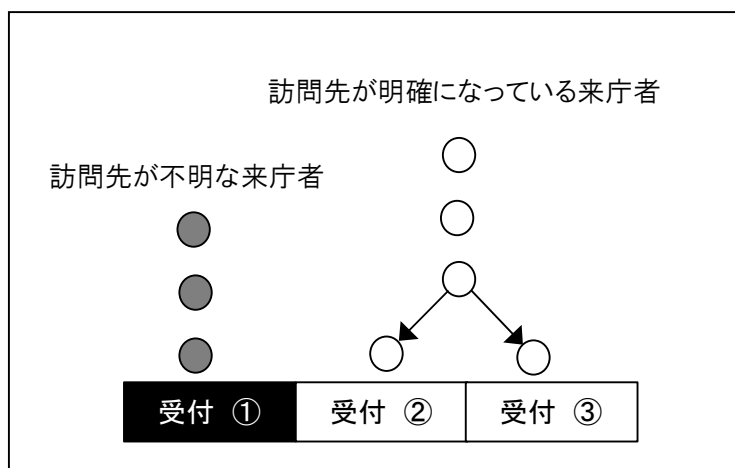 訪問先が明確になっている来庁者
訪問先が不明な来庁者
受付 ①
受付 ②
受付 ③